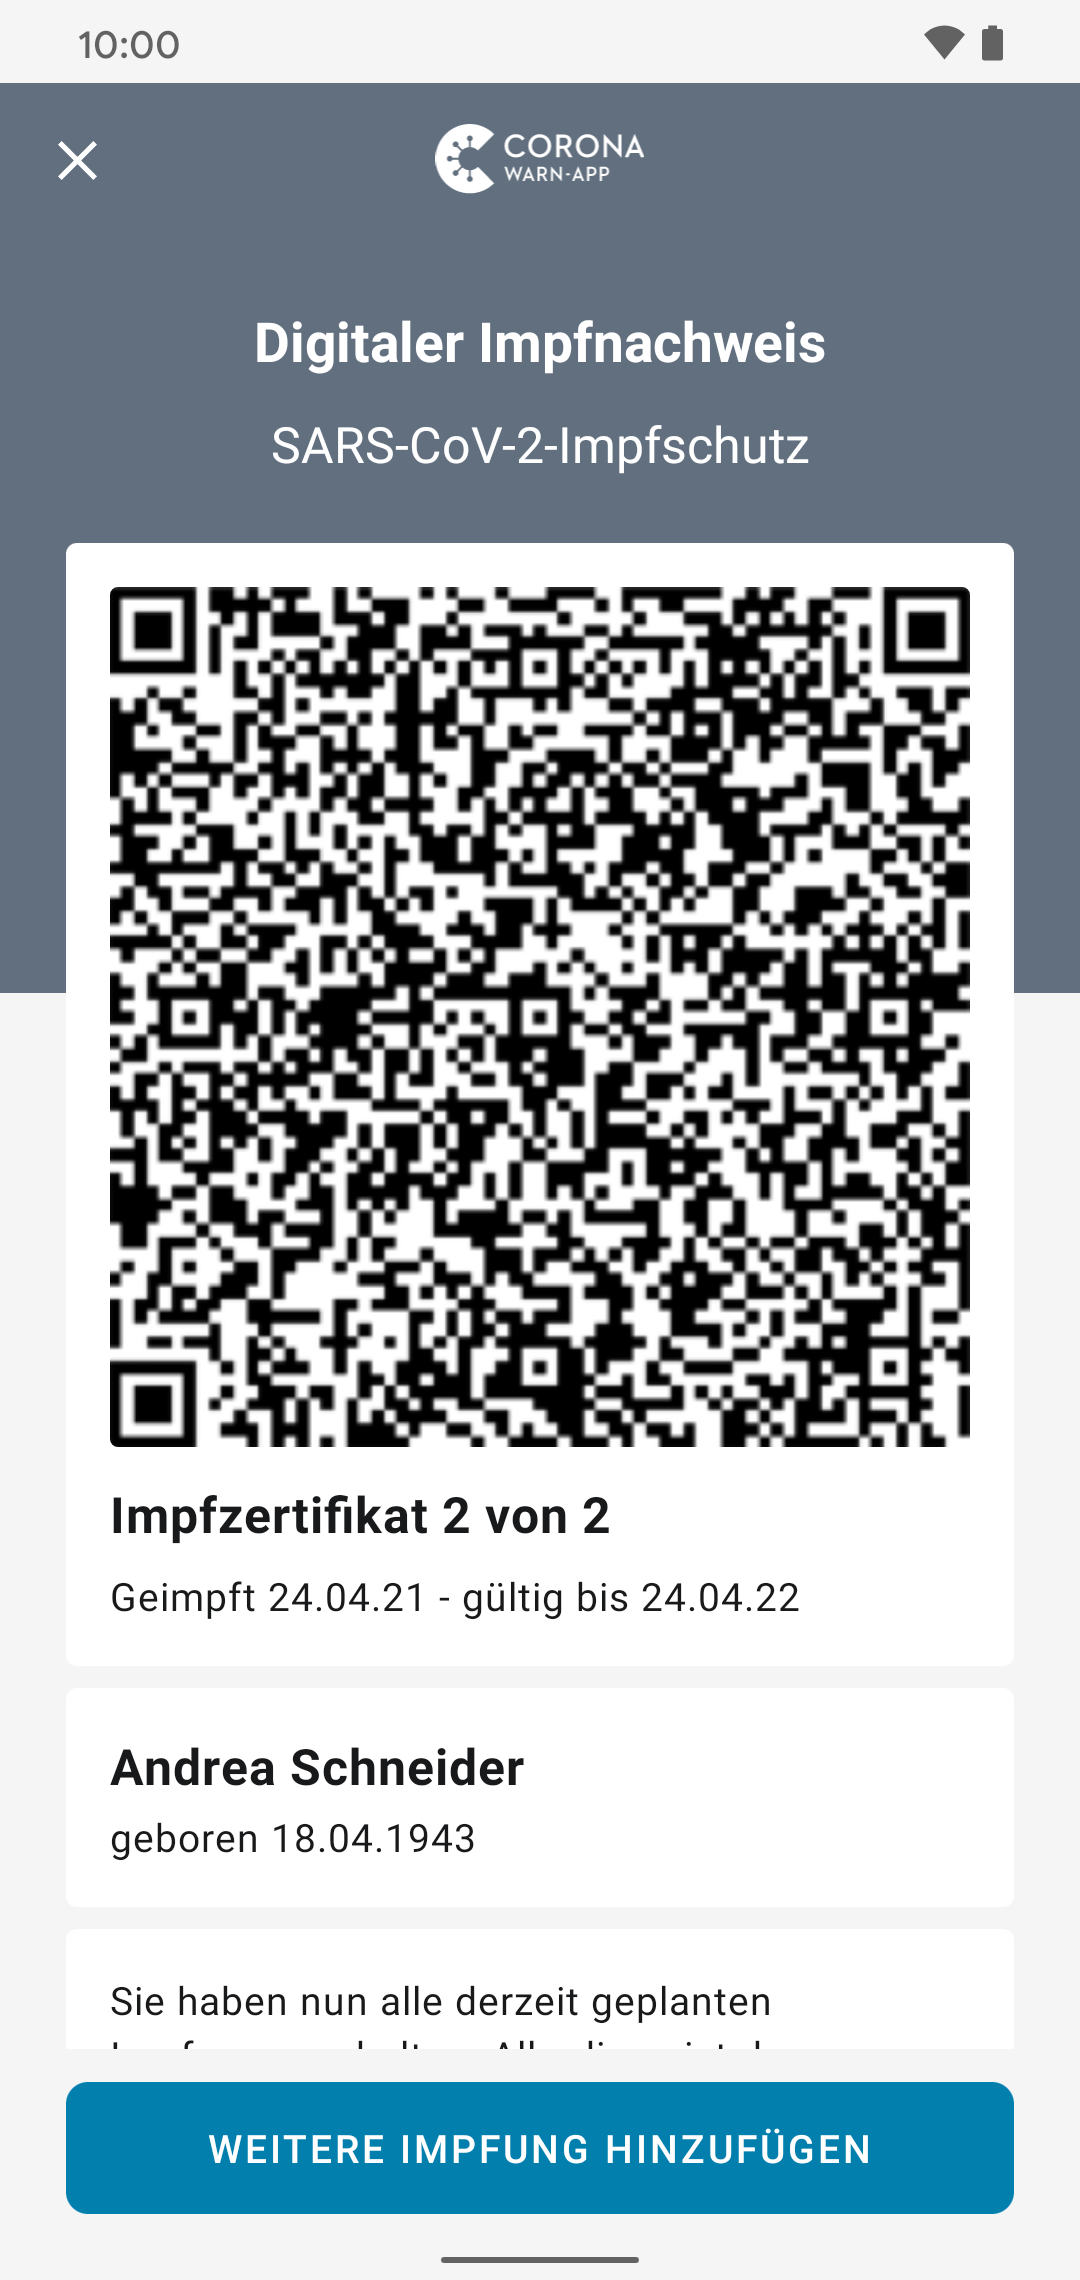 10:00
CORONA
WARN-APP
Digitaler Impfnachweis
SARS-CoV-2-Impfschutz
Impfzertifikat 2 von 2
Geimpft 24.04.21 - gültig bis 24.04.22
Andrea Schneider
geboren 18.04.1943
Sie haben nun alle derzeit geplanten
WEITERE IMPFUNG HINZUFÜGEN